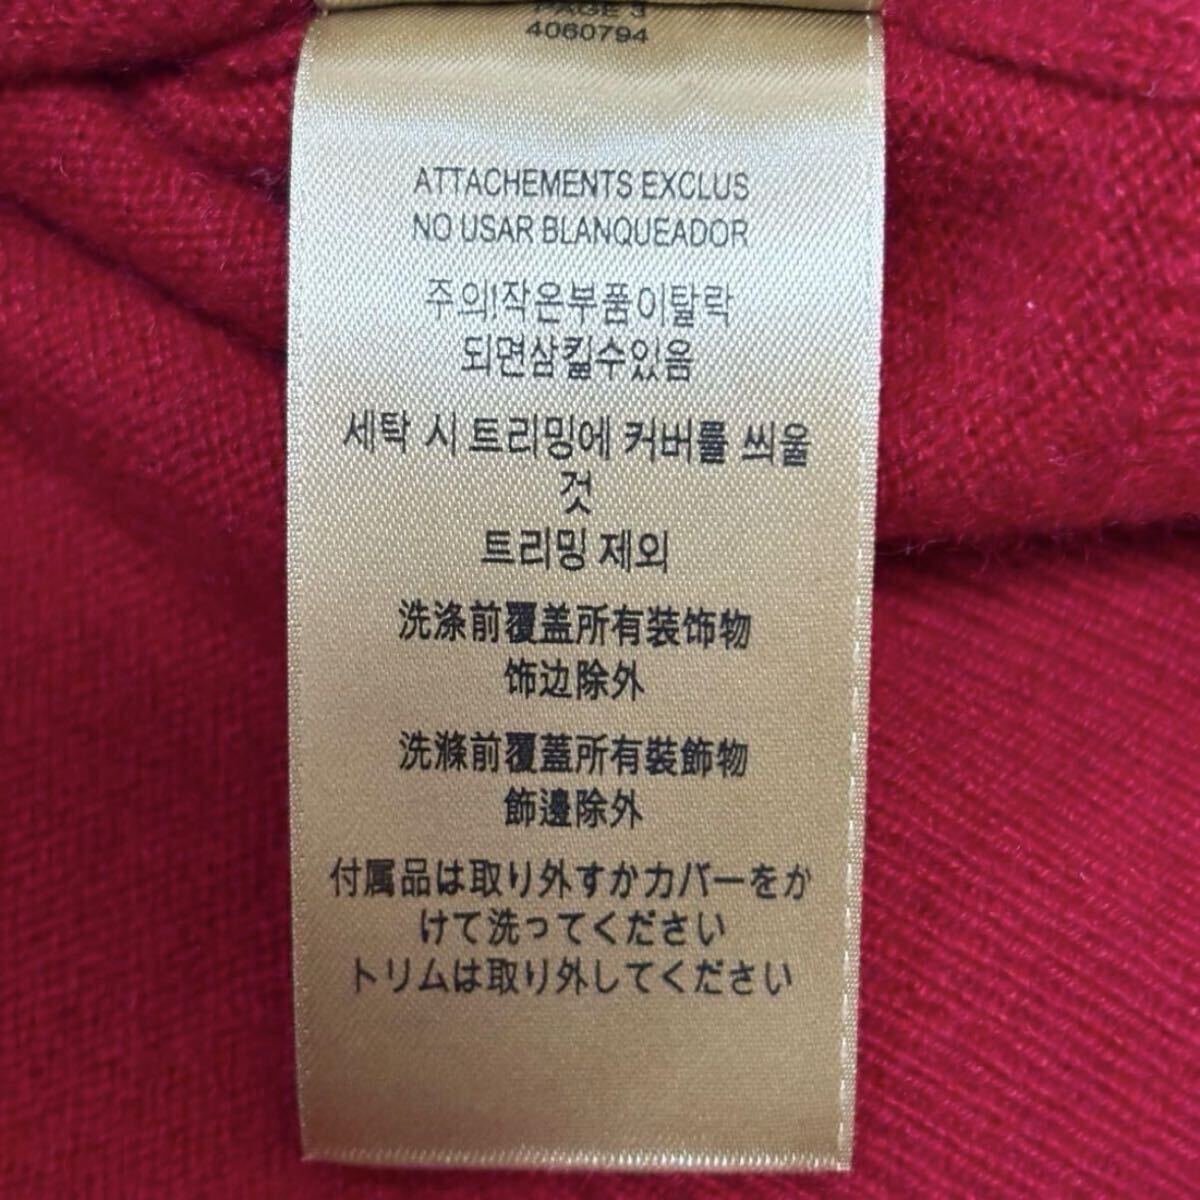 PAGE 3
4060794
ATTACHEMENTS EXCLUS
NO USAR BLANQUEADOR
주의!작은부품이탈락
되면삼킬수있음
세탁 시 트리밍에 커버를 씌울
것
트리밍 제외
洗涤前覆盖所有装饰物
饰边除外
洗滌前覆蓋所有裝飾物
飾邊除外
付属品は取り外すかカバーをか
けて洗ってください
トリムは取り外してください